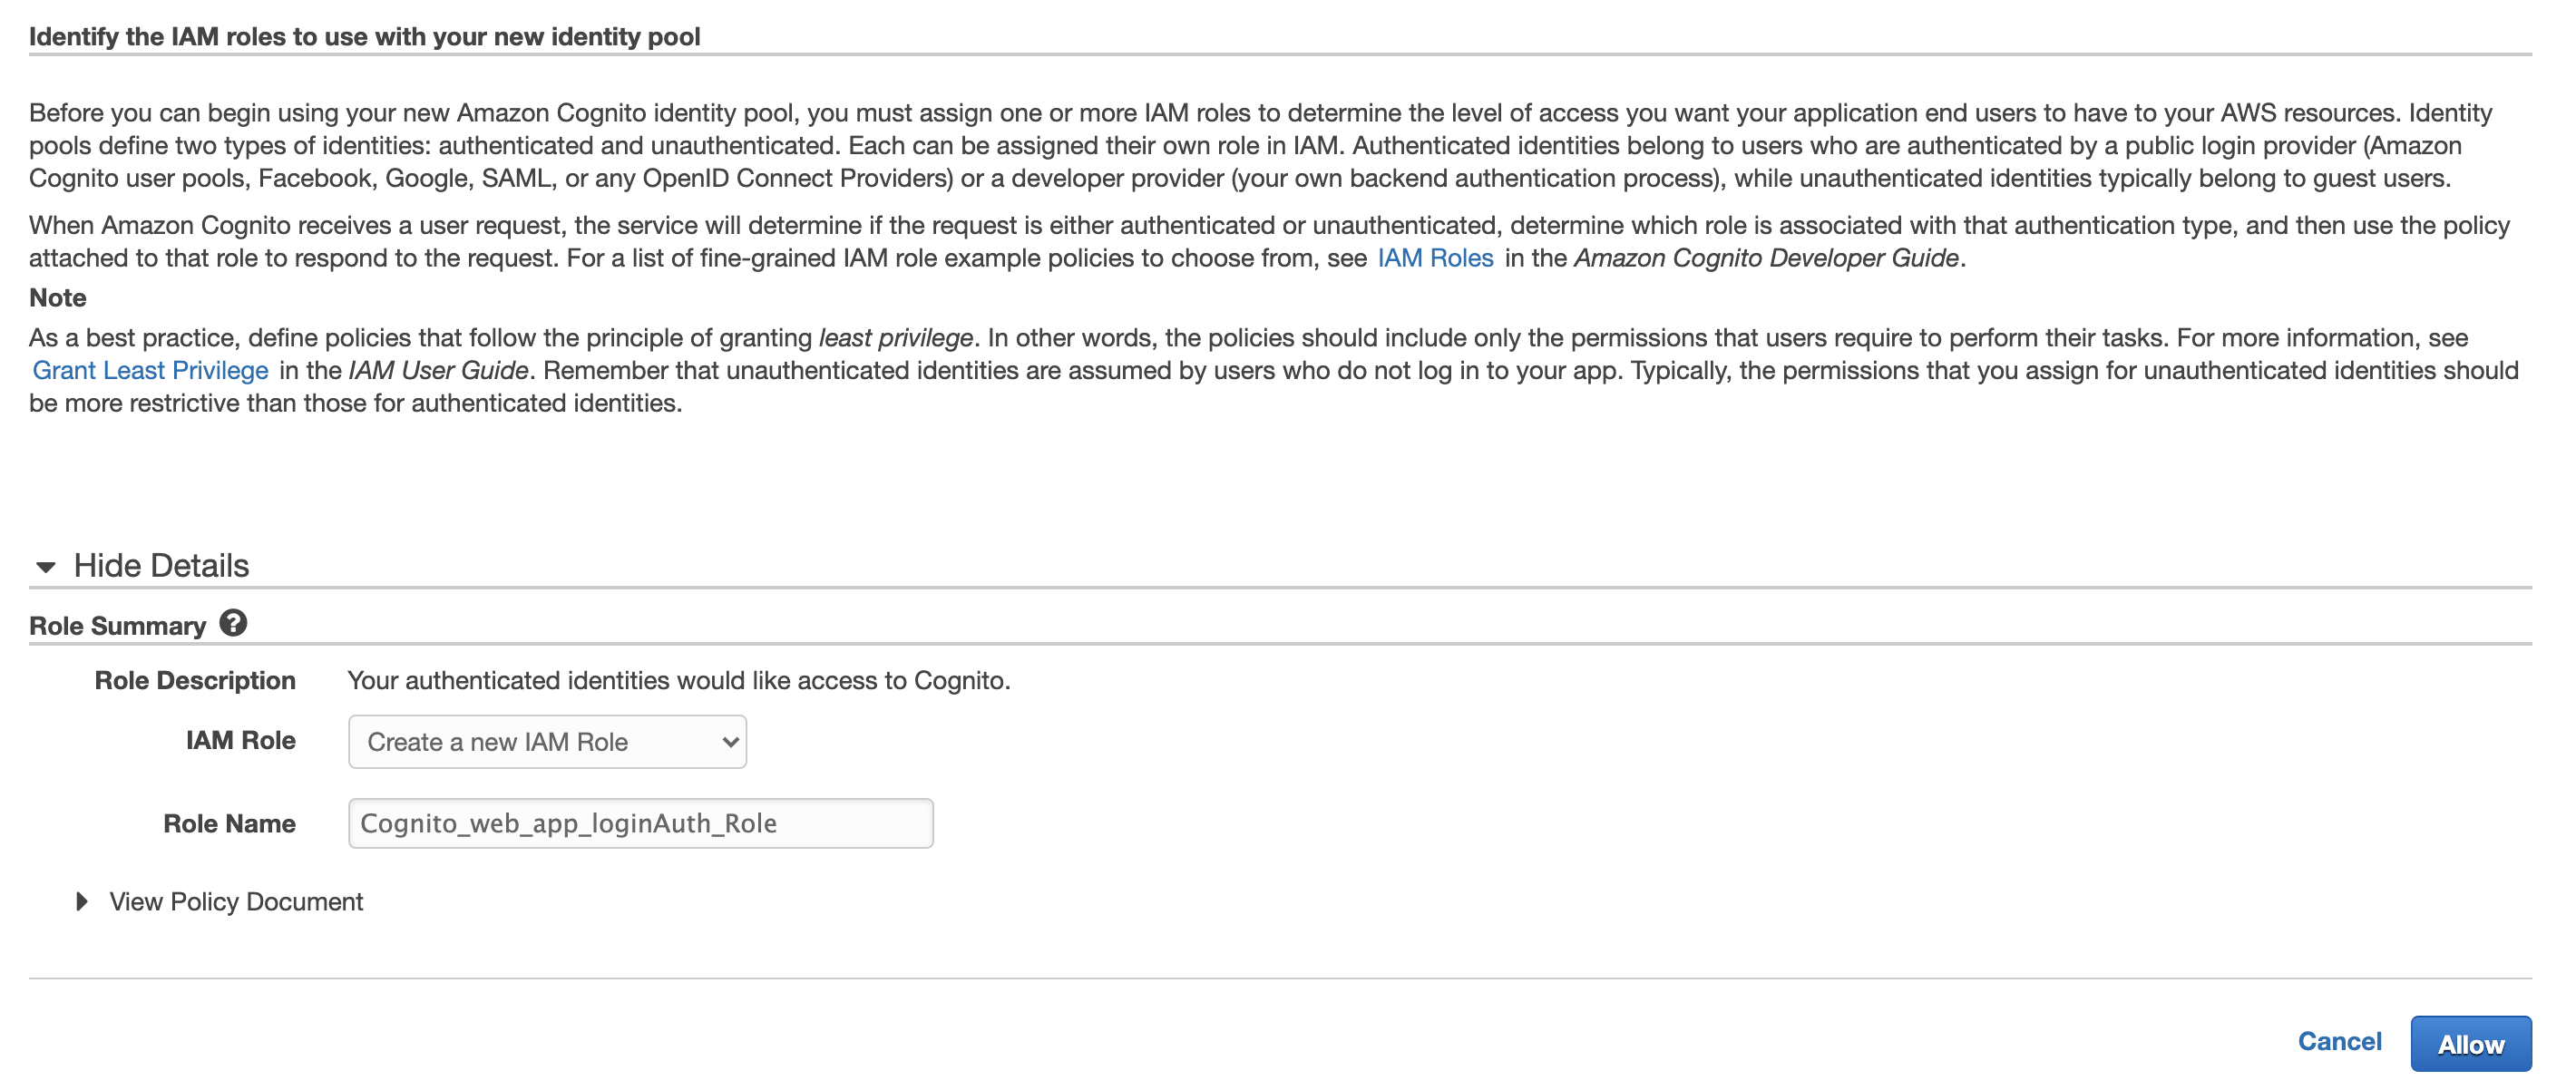 Identify the IAM roles to use with your new identity pool
Before you can begin using your new Amazon Cognito identity pool, you must assign one or more IAM roles to determine the level of access you want your application end users to have to your AWS resources. Identity
pools define two types of identities: authenticated and unauthenticated. Each can be assigned their own role in IAM. Authenticated identities belong to users who are authenticated by a public login provider (Amazon
Cognito user pools, Facebook, Google, SAML, or any OpenID Connect Providers) or a developer provider (your own backend authentication process), while unauthenticated identities typically belong to guest users.
When Amazon Cognito receives a user request, the service will determine if the request is either authenticated or unauthenticated, determine which role is associated with that authentication type, and then use the policy
attached to that role to respond to the request. For a list of fine-grained IAM role example policies to choose from, see IAM Roles in the Amazon Cognito Developer Guide.
Note
As a best practice, define policies that follow the principle of granting least privilege. In other words, the policies should include only the permissions that users require to perform their tasks. For more information, see
Grant Least Privilege in the IAM User Guide. Remember that unauthenticated identities are assumed by users who do not log in to your app. Typically, the permissions that you assign for unauthenticated identities should
be more restrictive than those for authenticated identities.
Hide Details
Role Summary ?
Role Description Your authenticated identities would like access to Cognito.
IAM Role Create a new IAM Role
Role Name Cognito_web_app_loginAuth_Role
View Policy Document
Cancel Allow